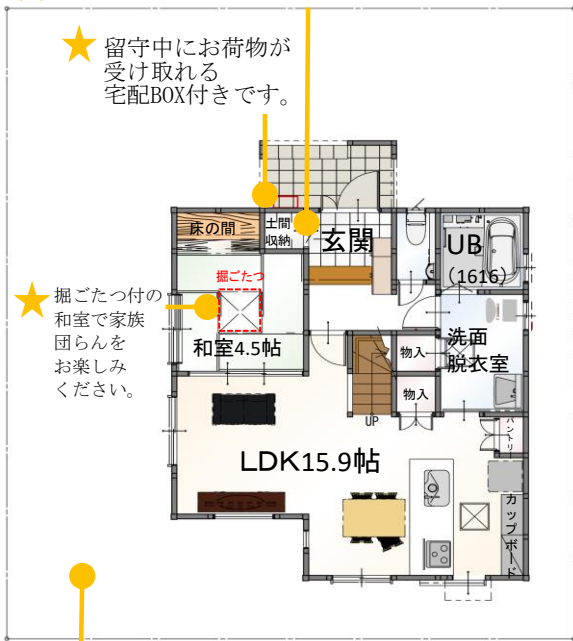 ★ 留守中にお荷物が
受け取れる
宅配BOX付きです。
床の間
土間
収納
玄関
UB
(1616)
掘ごたつ
★ 掘ごたつ付の
和室で家族
団らんを
お楽しみ
ください。
和室4.5帖
洗面
脱衣室
物入
物入
UP
パントリー
LDK15.9帖
カップボード